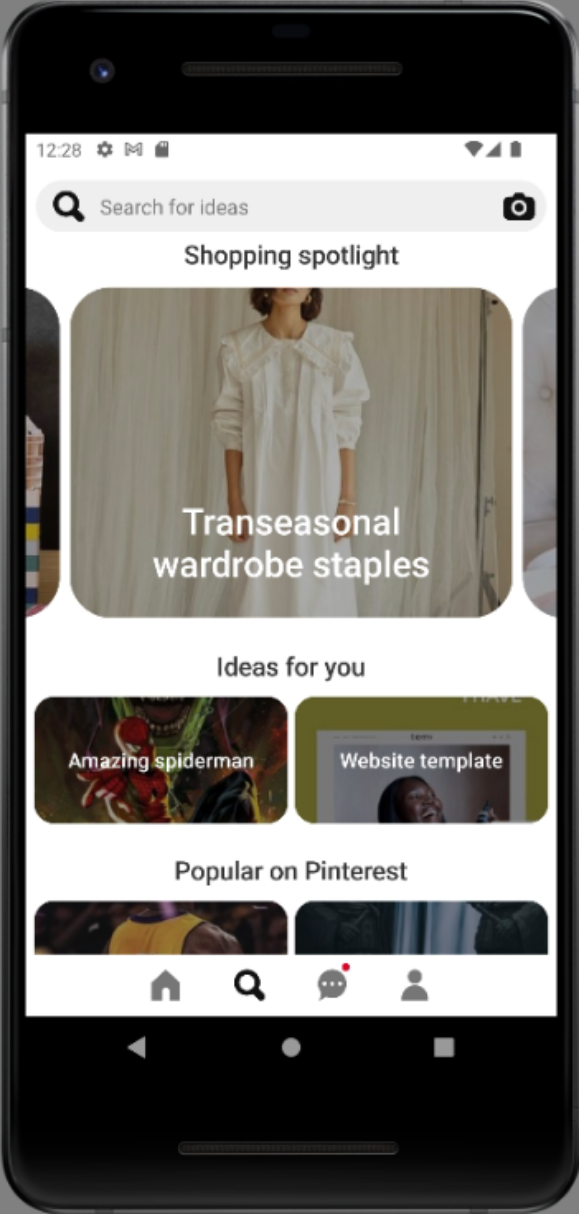 12:28
Search for ideas
Shopping spotlight
Transeasonal
wardrobe staples
Ideas for you
Amazing spiderman
Website template
Popular on Pinterest